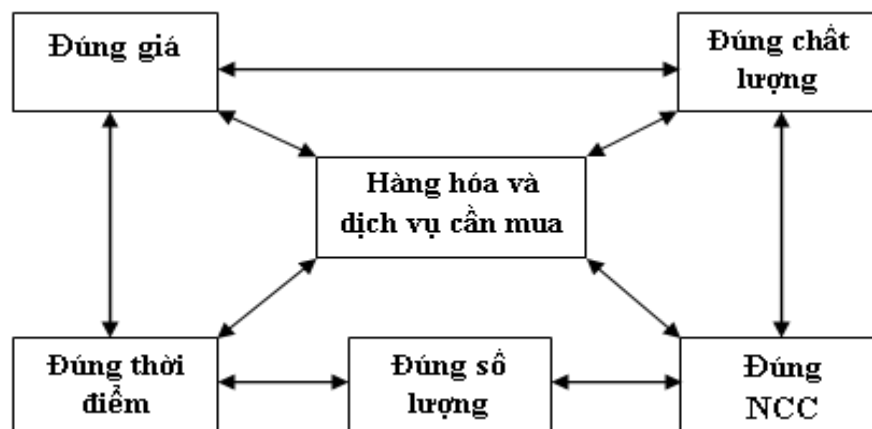 Đúng giá
Đúng chất
lượng
Hàng hóa và
dịch vụ cần mua
Đúng thời
điểm
Đúng số
lượng
Đúng
NCC